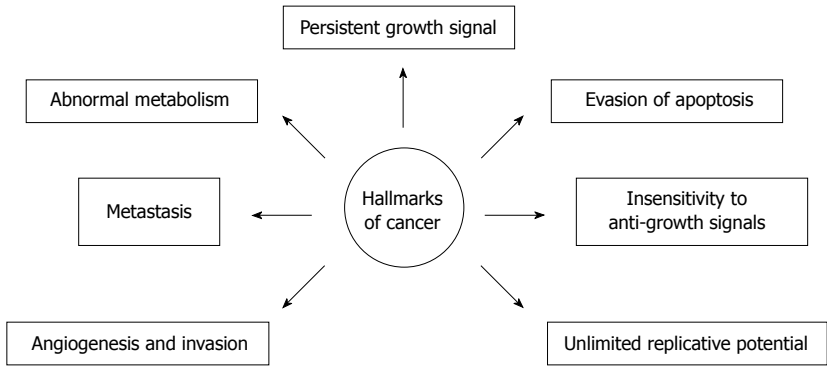 Persistent growth signal
Abnormal metabolism
Evasion of apoptosis
Metastasis
Hallmarks
of cancer
Insensitivity to
anti-growth signals
Angiogenesis and invasion
Unlimited replicative potential